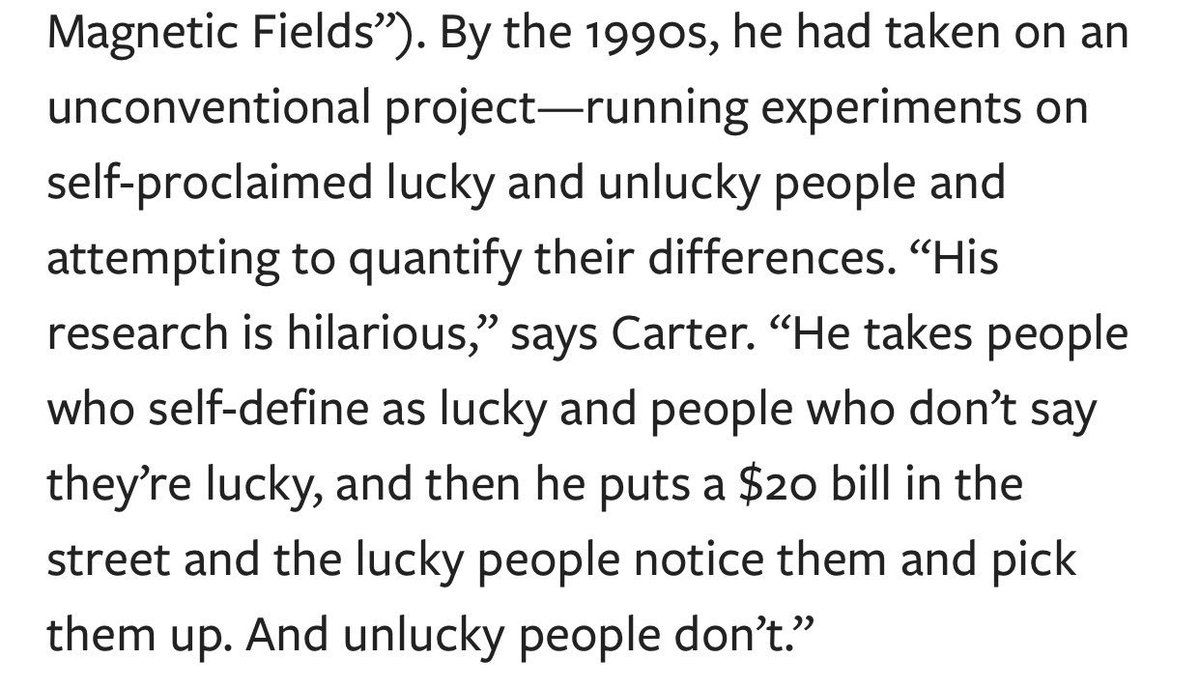 Magnetic Fields”). By the 1990s, he had taken on an
unconventional project—running experiments on
self-proclaimed lucky and unlucky people and
attempting to quantify their differences. “His
research is hilarious,” says Carter. “He takes people
who self-define as lucky and people who don’t say
they’re lucky, and then he puts a $20 bill in the
street and the lucky people notice them and pick
them up. And unlucky people don’t.”